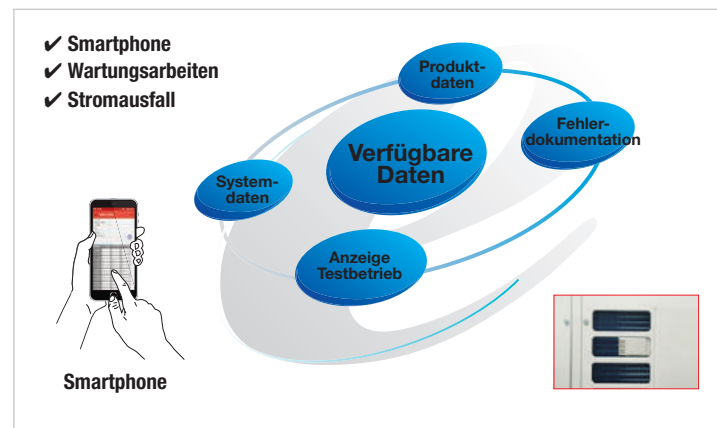 ✔ Smartphone
✔ Wartungsarbeiten
✔ Stromausfall
Produkt-
daten
Fehler-
dokumentation
Verfügbare
Daten
System-
daten
Anzeige
Testbetrieb
Smartphone